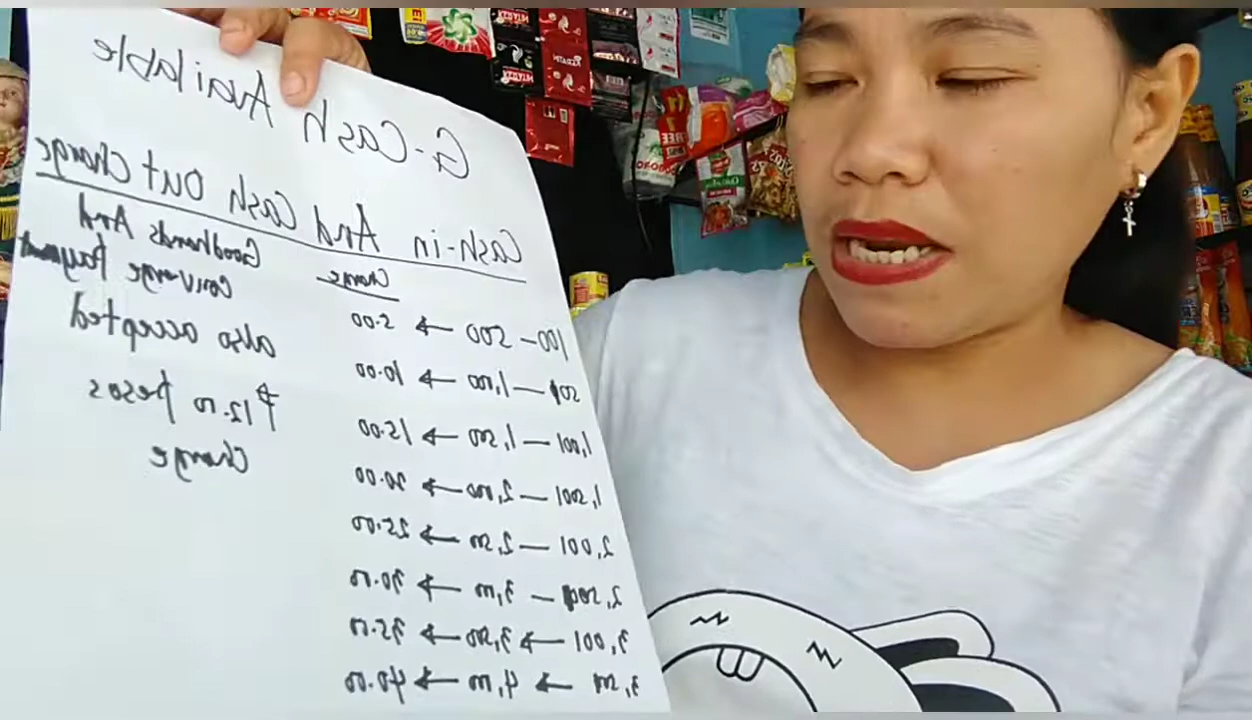 G-Cash Available
Cash-in And Cash Out Charge
Charge
100 - 500 → 5.00
501 — 1,000 → 10.00
1,001 — 1,500 → 15.00
1,5001 — 2,000 → 20.00
2,001 — 2,500 → 25.00
2,501 — 3,000 → 30.00
3,001 → 3,500 → 35.00
3,501 → 4,000 → 40.00
Goodhands And
Converge Payment
also accepted
₱12.00 pesos
Charge
FREE